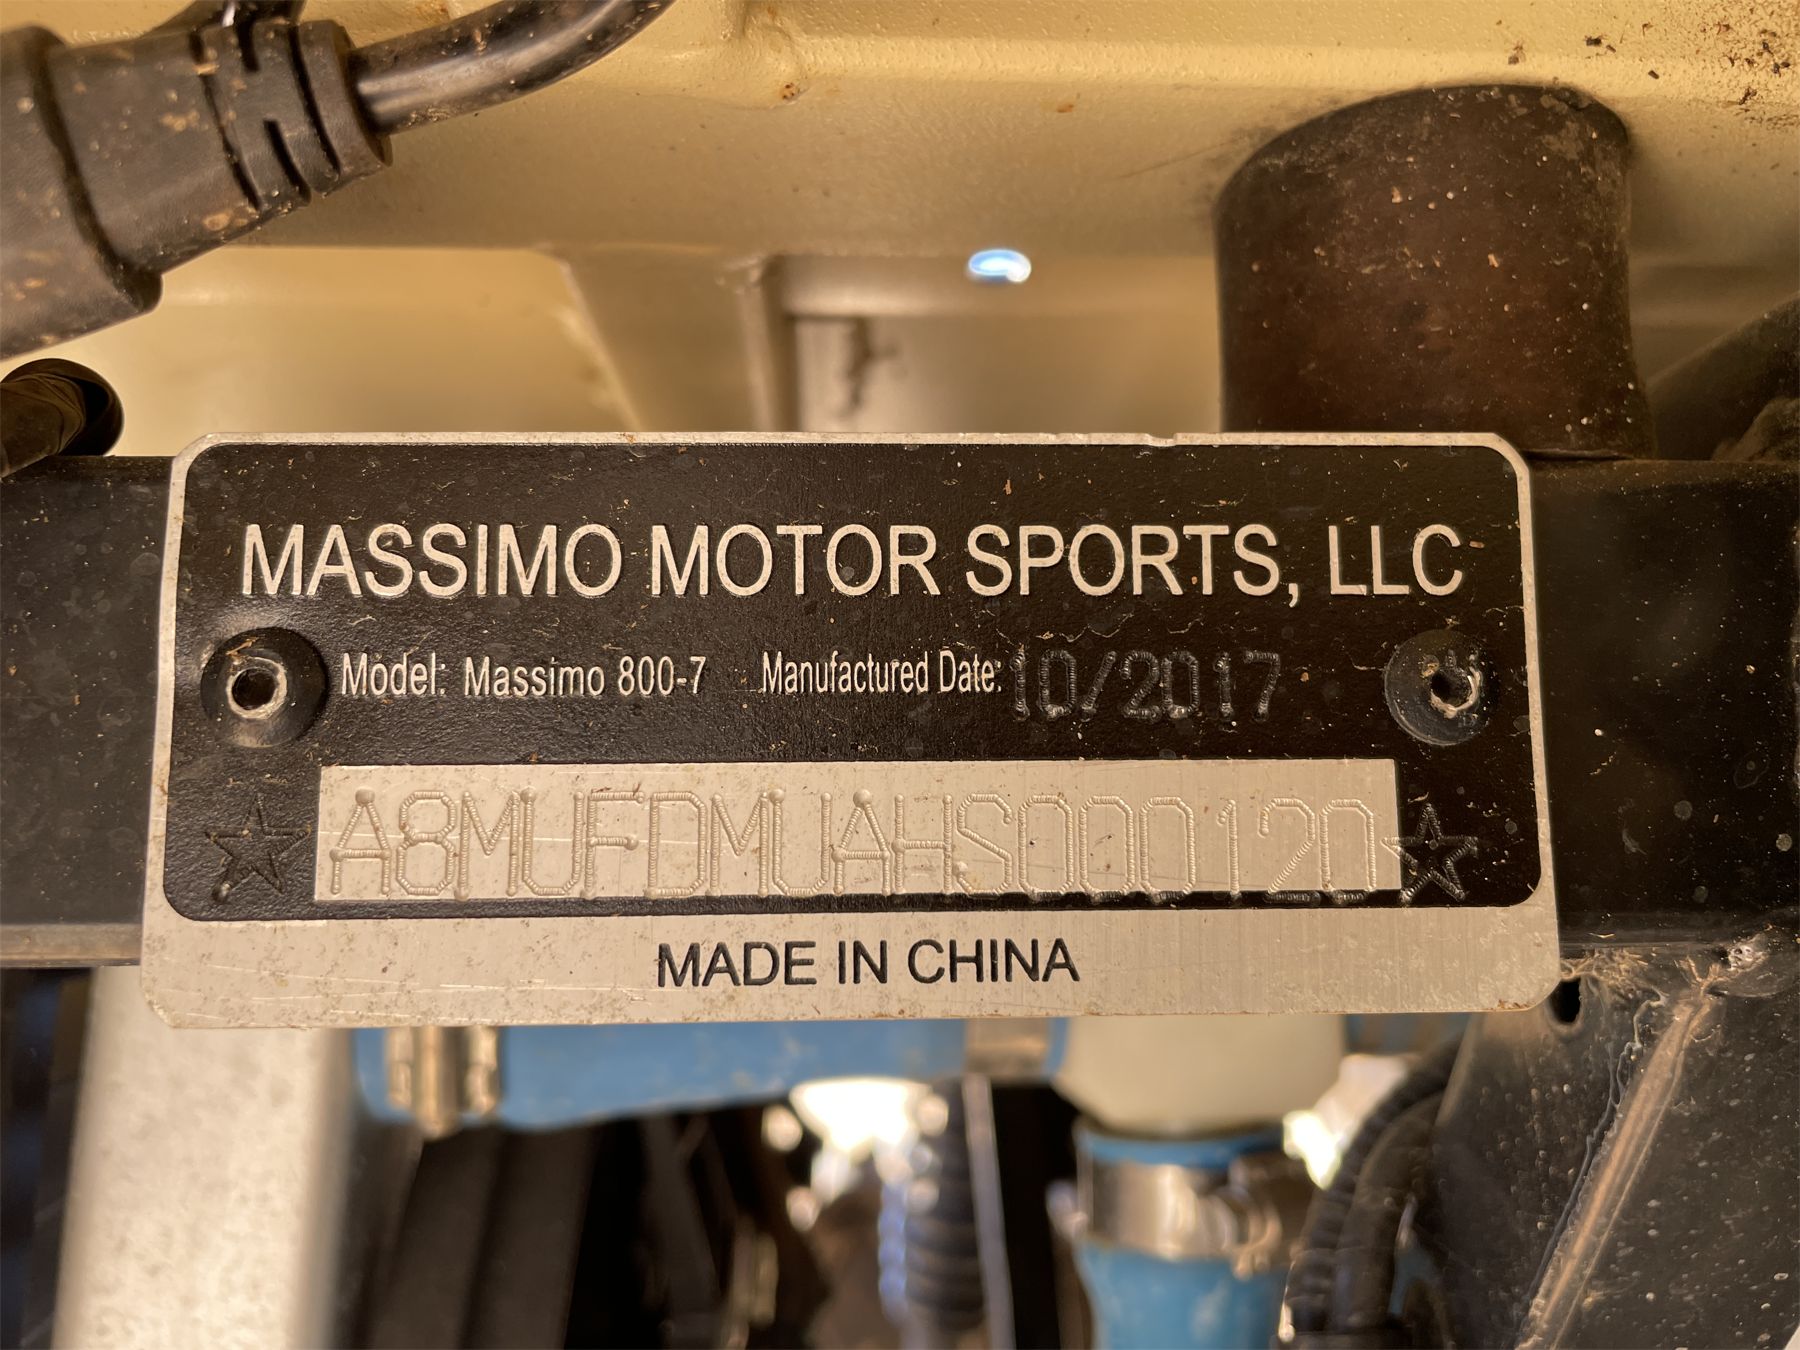 MASSIMO MOTOR SPORTS, LLC
Model: Massimo 800-7 Manufactured Date: 10/2017
☆A8MUFDMUAHS000120☆
MADE IN CHINA